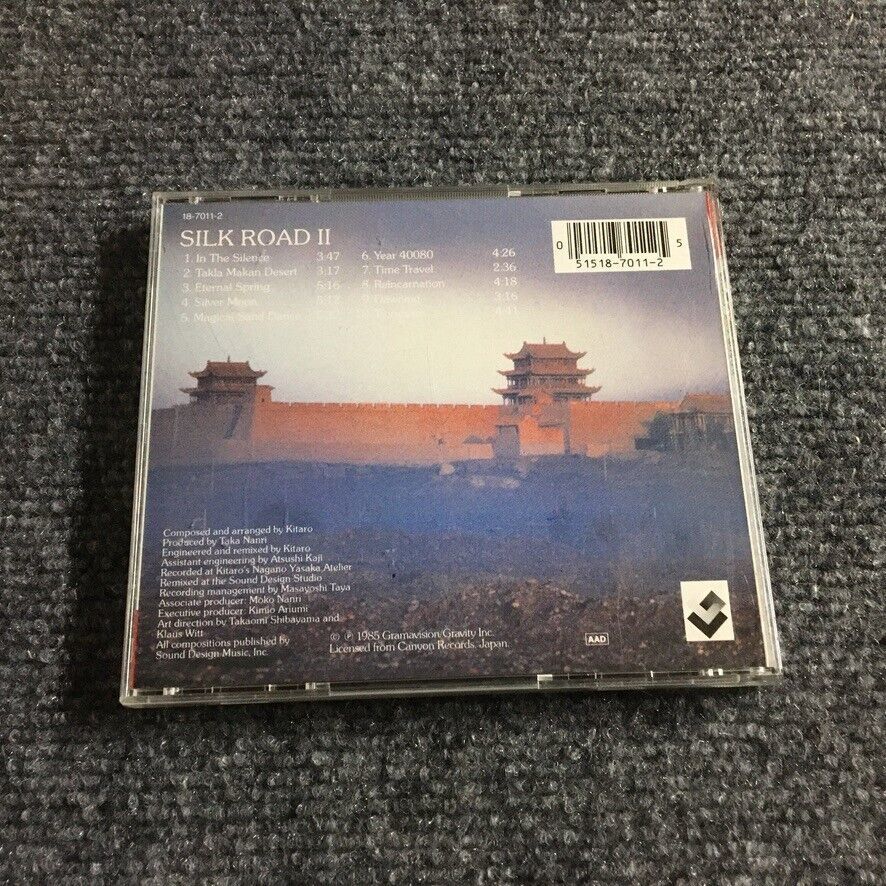 18-7011-2
SILK ROAD II
1. In The Silence 3:47
2. Takla Makan Desert 3:17
3. Eternal Spring 5:16
4. Silver Moon
5. Magical Sand Dance
6. Year 40080 4:26
7. Time Travel 2:36
8. Reincarnation 4:18
9. 3:16
4:41
0 5
51518-7011-2
Composed and arranged by Kitaro
Produced by Taka Nanri
Engineered and remixed by Kitaro
Assistant engineering by Atsushi Kaji
Recorded at Kitaro's Nagano Yasaka Atelier
Remixed at the Sound Design Studio
Recording management by Masayoshi Taya
Associate producer: Moko Nanri
Executive producer: Kimio Ariumi
Art direction by Takaomi Shibayama and
Klaus Witt
All compositions published by
Sound Design Music, Inc.
© ℗ 1985 Gramavision/Gravity Inc.
Licensed from Canyon Records, Japan.
AAD